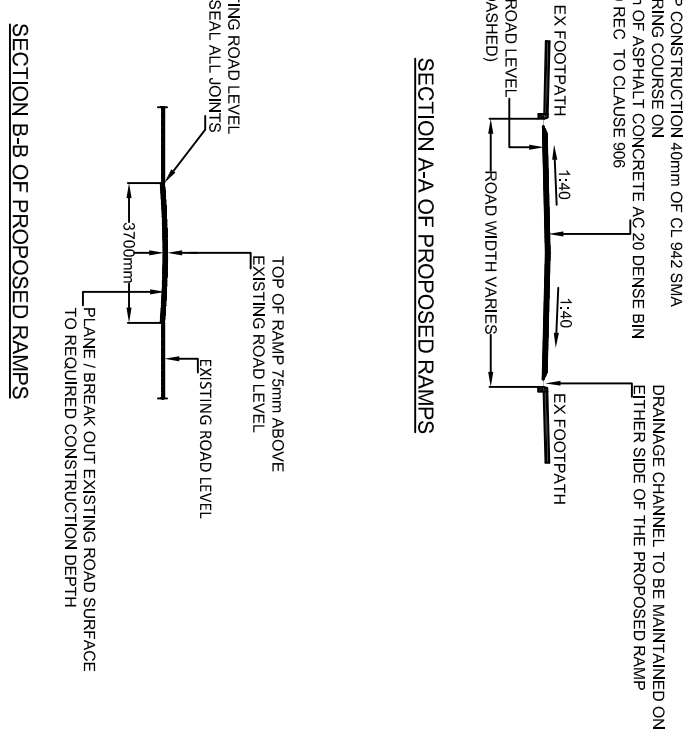 CONSTRUCTION 40mm OF CL 942 SMA
COURSE ON
OF ASPHALT CONCRETE AC 20 DENSE BIN
REC TO CLAUSE 906
DRAINAGE CHANNEL TO BE MAINTAINED ON
EITHER SIDE OF THE PROPOSED RAMP
EX FOOTPATH
1:40
1:40
EX FOOTPATH
ROAD LEVEL
DASHED)
ROAD WIDTH VARIES
SECTION A-A OF PROPOSED RAMPS
TOP OF RAMP 75mm ABOVE
EXISTING ROAD LEVEL
ROAD LEVEL
SEAL ALL JOINTS
EXISTING ROAD LEVEL
3700mm
PLANE / BREAK OUT EXISTING ROAD SURFACE
TO REQUIRED CONSTRUCTION DEPTH
SECTION B-B OF PROPOSED RAMPS